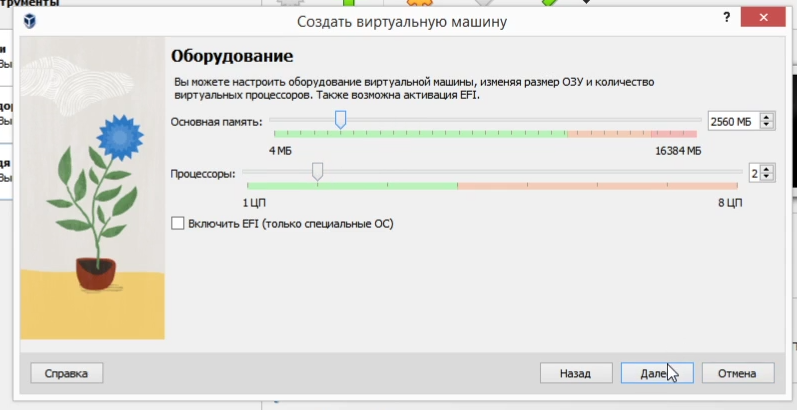 Создать виртуальную машину
?
Оборудование
Вы можете настроить оборудование виртуальной машины, изменяя размер ОЗУ и количество
виртуальных процессоров. Также возможна активация EFI.
Основная память:
2560 МБ
4 МБ
16384 МБ
Процессоры:
2
1 ЦП
8 ЦП
Включить EFI (только специальные ОС)
Справка
Назад
Отмена